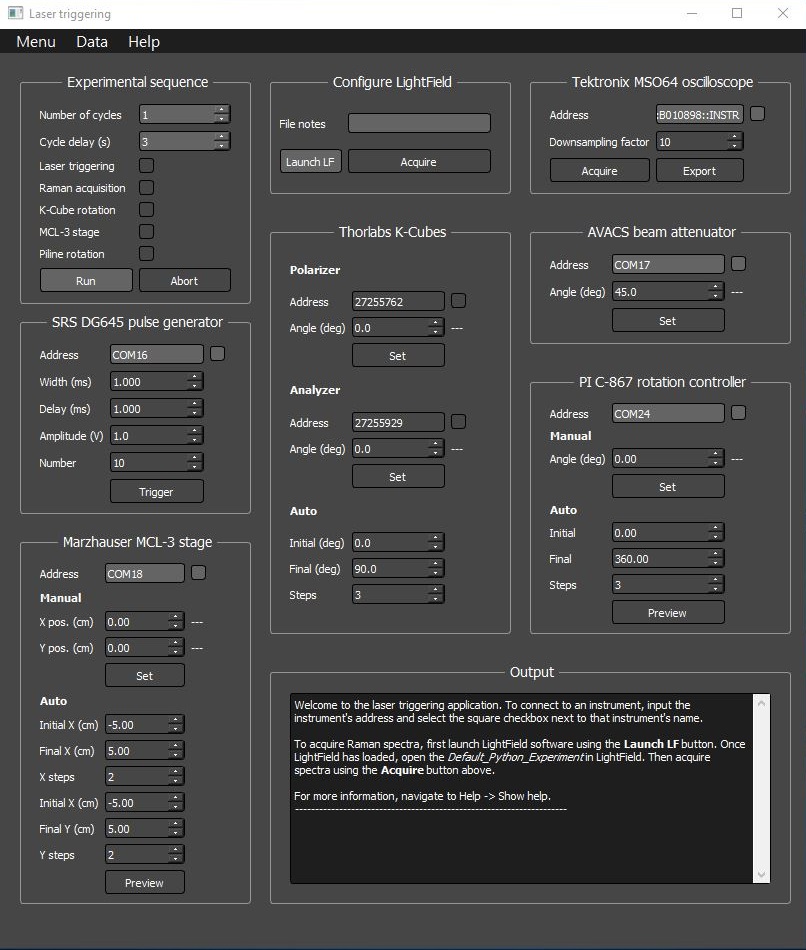 Laser triggering
Menu Data Help
Experimental sequence
Number of cycles 1
Cycle delay (s) 3
Laser triggering
Raman acquisition
K-Cube rotation
MCL-3 stage
Piline rotation
Run Abort
SRS DG645 pulse generator
Address COM16
Width (ms) 1.000
Delay (ms) 1.000
Amplitude (V) 1.0
Number 10
Trigger
Marzhauser MCL-3 stage
Address COM18
Manual
X pos. (cm) 0.00 ---
Y pos. (cm) 0.00 ---
Set
Auto
Initial X (cm) -5.00
Final X (cm) 5.00
X steps 2
Initial X (cm) -5.00
Final Y (cm) 5.00
Y steps 2
Preview
Configure LightField
File notes
Launch LF Acquire
Thorlabs K-Cubes
Polarizer
Address 27255762
Angle (deg) 0.0 ---
Set
Analyzer
Address 27255929
Angle (deg) 0.0 ---
Set
Auto
Initial (deg) 0.0
Final (deg) 90.0
Steps 3
Tektronix MSO64 oscilloscope
Address :B010898::INSTR
Downsampling factor 10
Acquire Export
AVACS beam attenuator
Address COM17
Angle (deg) 45.0 ---
Set
PI C-867 rotation controller
Address COM24
Manual
Angle (deg) 0.00 ---
Set
Auto
Initial 0.00
Final 360.00
Steps 3
Preview
Output
Welcome to the laser triggering application. To connect to an instrument, input the
instrument's address and select the square checkbox next to that instrument's name.
To acquire Raman spectra, first launch LightField software using the Launch LF button. Once
LightField has loaded, open the Default_Python_Experiment in LightField. Then acquire
spectra using the Acquire button above.
For more information, navigate to Help -> Show help.
--------------------------------------------------------------------